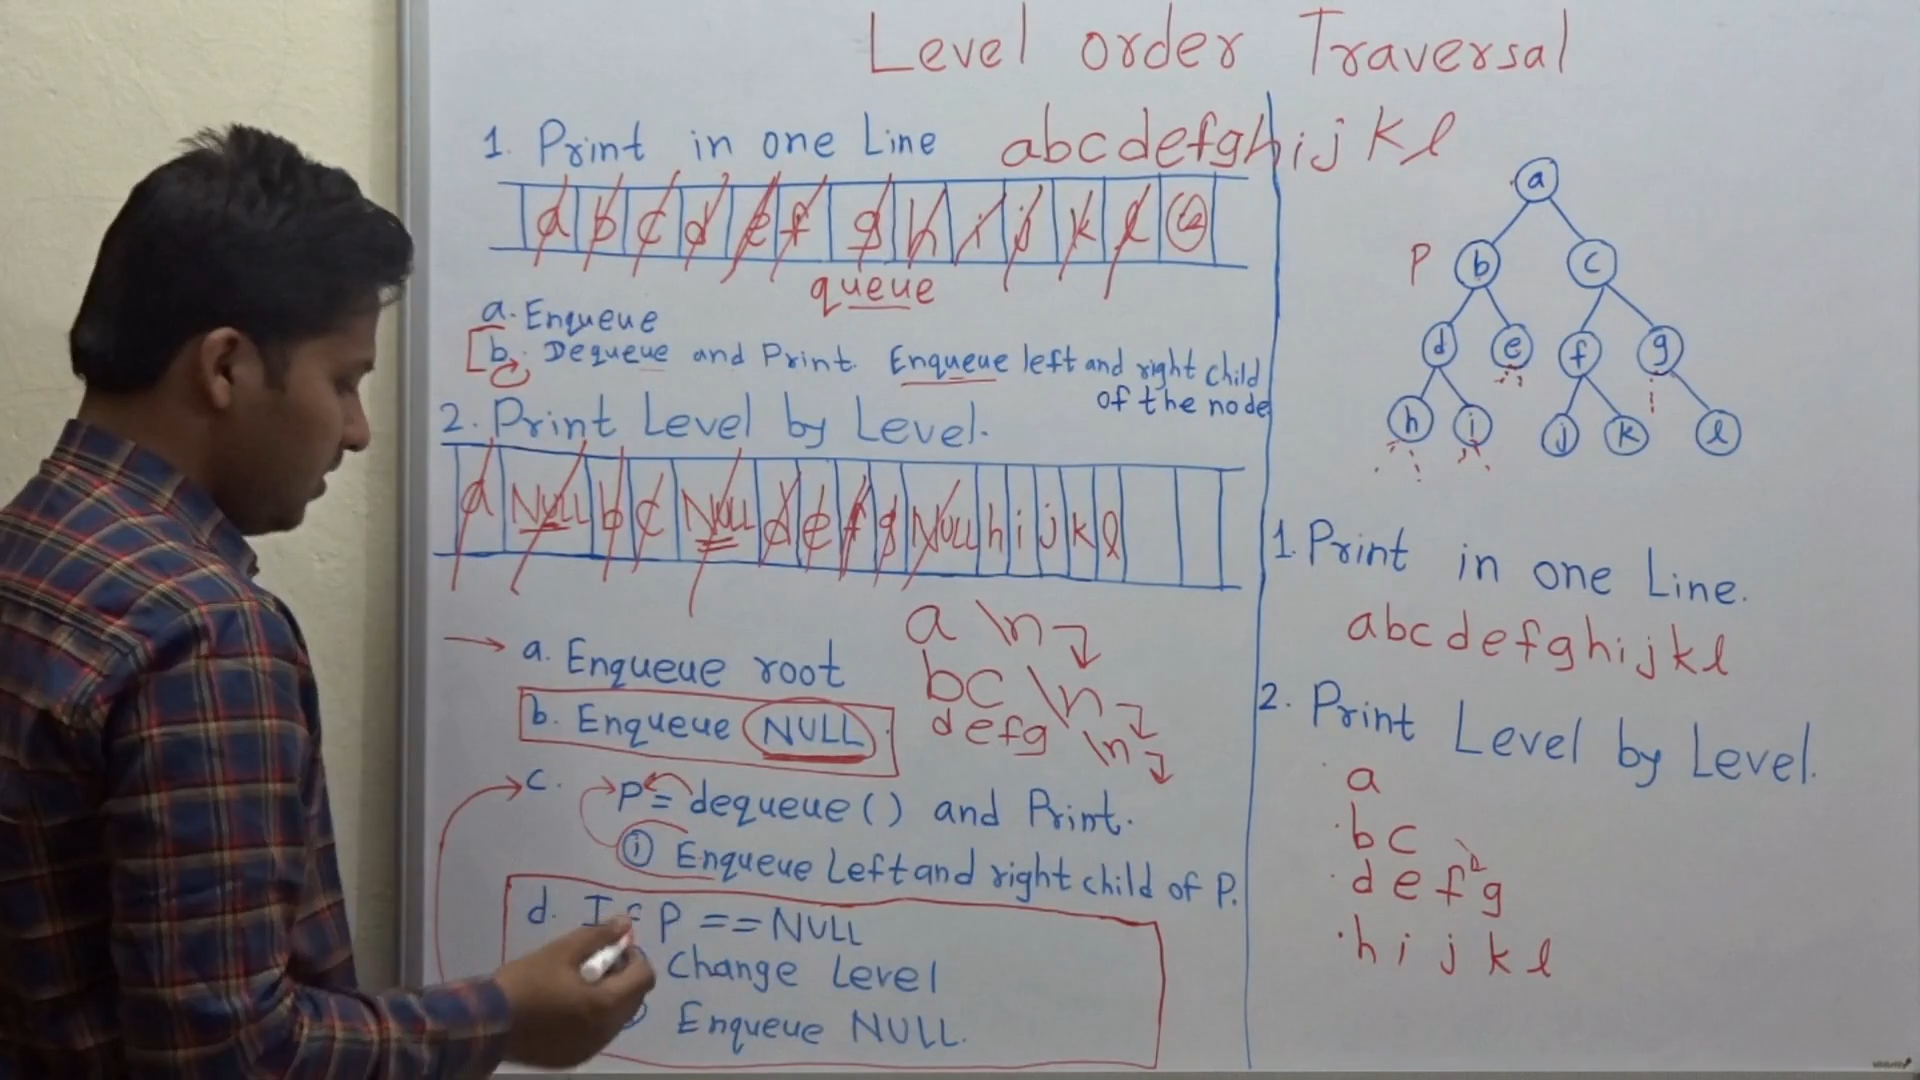 Level order Traversal
1. Print in one Line abcdefghijkl
a b c d e f g h i j k l
queue
a. Enqueue
b. Dequeue and Print. Enqueue left and right child
of the node
2. Print Level by Level.
a NULL b c NULL d e f g NULL h i j k l
a. Enqueue root
b. Enqueue NULL
c. P = dequeue() and Print.
i Enqueue Left and right child of P.
d. If P == NULL
Change Level
Enqueue NULL.
a \n
bc \n
defg \n
a
P b c
d e f g
h i j k l
1. Print in one Line.
abcdefghijkl
2. Print Level by Level.
a
b c
d e f g
h i j k l